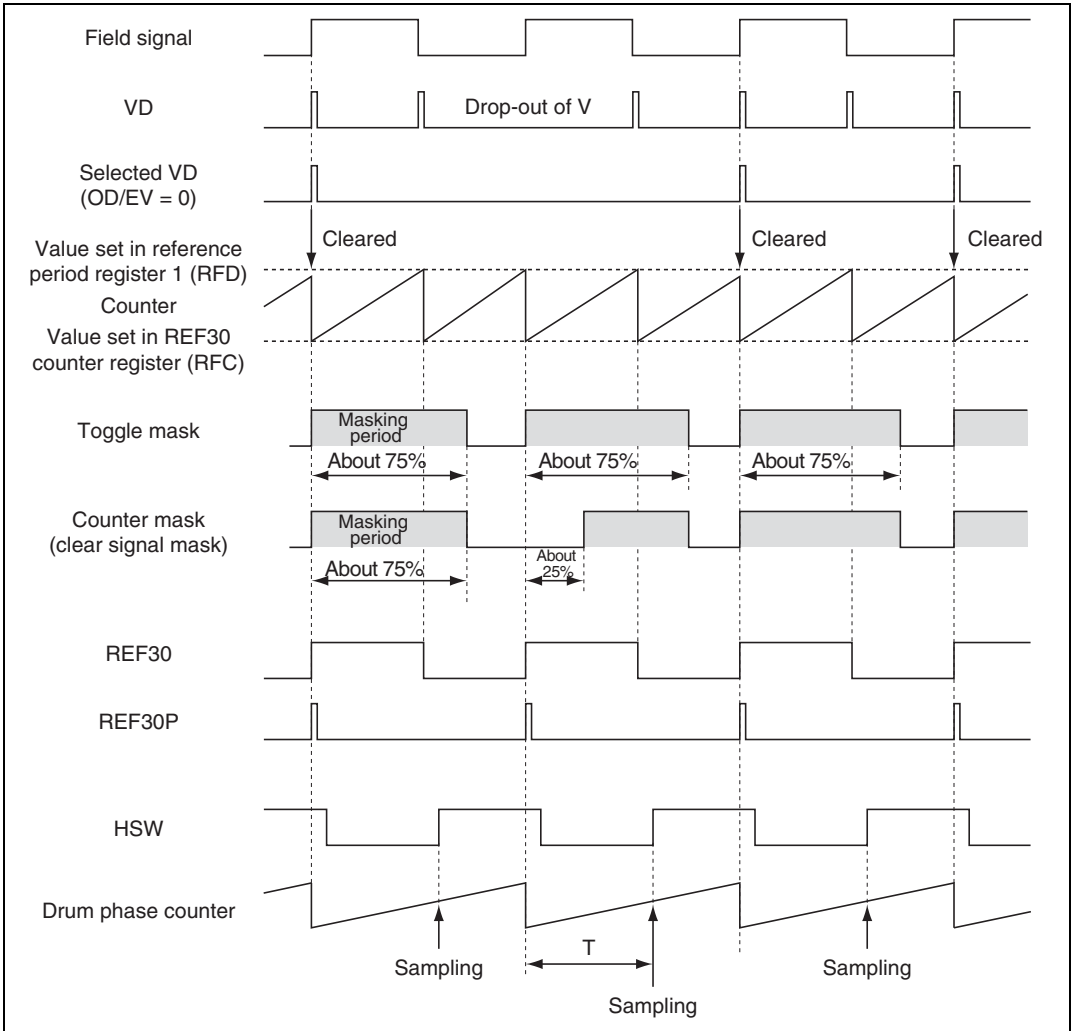 Field signal
VD
Drop-out of V
Selected VD
(OD/EV = 0)
Cleared
Cleared
Cleared
Value set in reference
period register 1 (RFD)
Counter
Value set in REF30
counter register (RFC)
Toggle mask
Masking
period
About 75%
About 75%
About 75%
Counter mask
(clear signal mask)
Masking
period
About 75%
About
25%
REF30
REF30P
HSW
Drum phase counter
Sampling
T
Sampling
Sampling